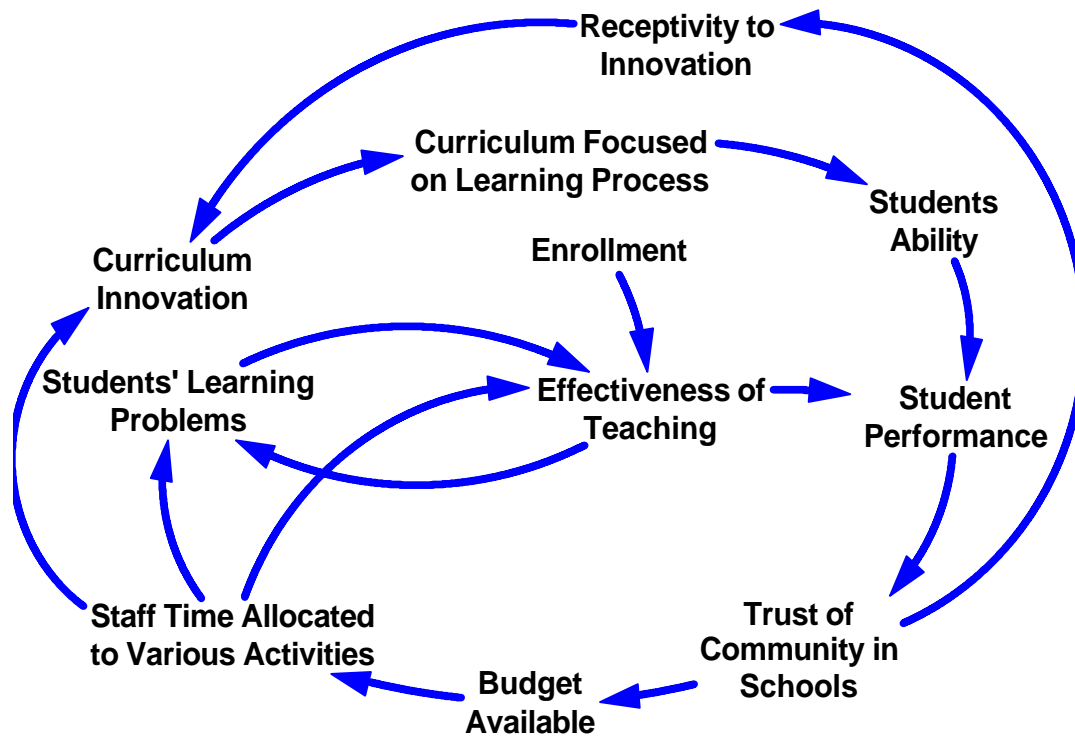 Receptivity to
Innovation
Curriculum Focused
on Learning Process
Students
Ability
Enrollment
Curriculum
Innovation
Students' Learning
Problems
Effectiveness of
Teaching
Student
Performance
Staff Time Allocated
to Various Activities
Trust of
Community in
Schools
Budget
Available